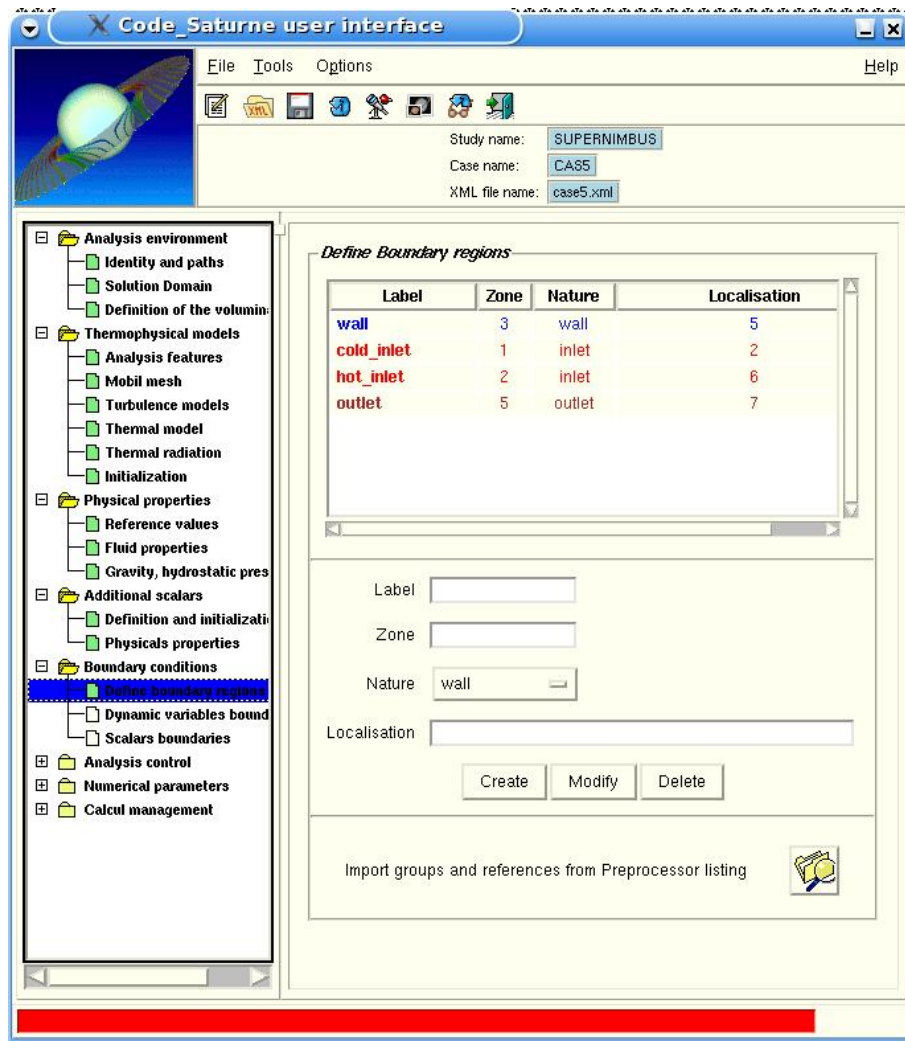 Code_Saturne user interface
File Tools Options Help
XML
Study name: SUPERNIMBUS
Case name: CAS5
XML file name: case5.xml
Analysis environment
Identity and paths
Solution Domain
Definition of the volumin
Thermophysical models
Analysis features
Mobil mesh
Turbulence models
Thermal model
Thermal radiation
Initialization
Physical properties
Reference values
Fluid properties
Gravity, hydrostatic pres
Additional scalars
Definition and initializati
Physicals properties
Boundary conditions
Define boundary regions
Dynamic variables bound
Scalars boundaries
Analysis control
Numerical parameters
Calcul management
Define Boundary regions
Label Zone Nature Localisation
wall 3 wall 5
cold_inlet 1 inlet 2
hot_inlet 2 inlet 6
outlet 5 outlet 7
Label
Zone
Nature wall
Localisation
Create Modify Delete
Import groups and references from Preprocessor listing